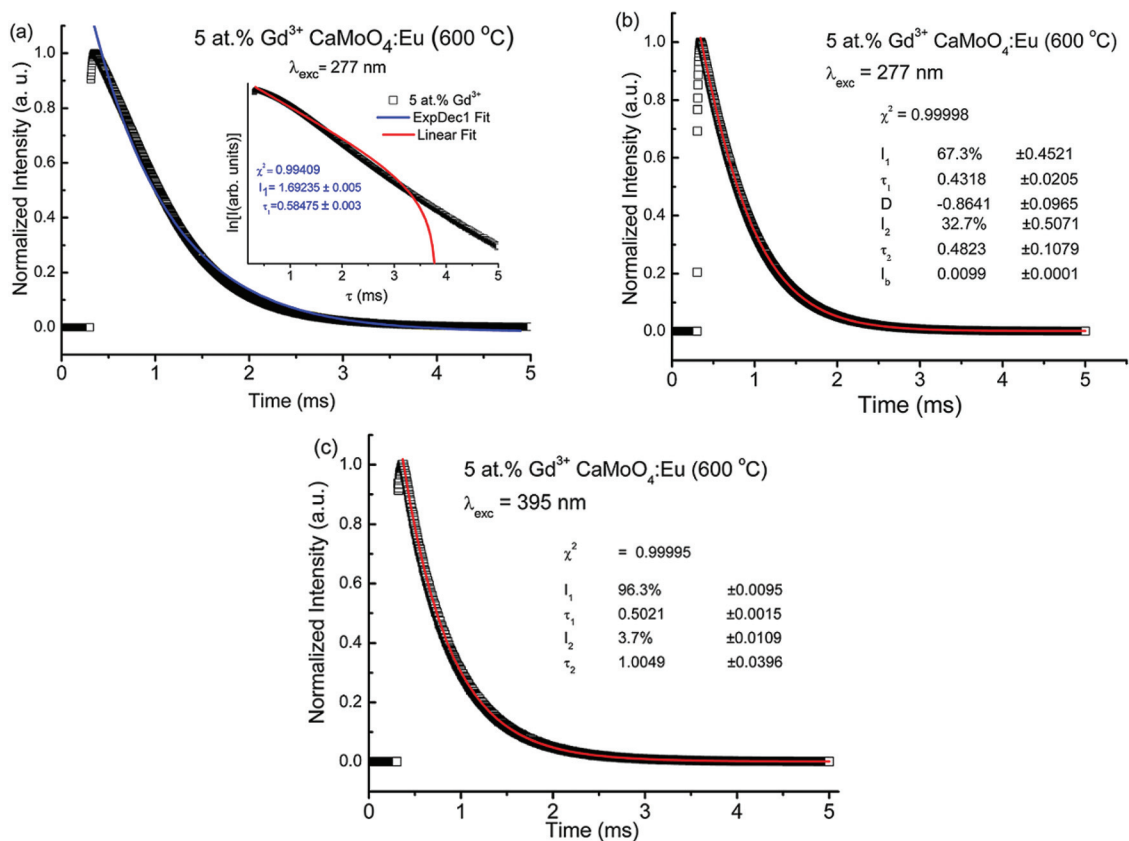 (a)
5 at.% Gd³⁺ CaMoO₄:Eu (600 °C)
λexc = 277 nm
5 at.% Gd³⁺
ExpDec1 Fit
Linear Fit
χ² = 0.99409
I₁ = 1.69235 ± 0.005
τ₁ =0.58475 ± 0.003
ln[I(arb. units)]
1 2 3 4 5
τ (ms)
Normalized Intensity (a. u.)
1.0
0.8
0.6
0.4
0.2
0.0
0 1 2 3 4 5
Time (ms)
(b)
5 at.% Gd³⁺ CaMoO₄:Eu (600 °C)
λexc = 277 nm
χ² = 0.99998
I₁ 67.3% ±0.4521
τ₁ 0.4318 ±0.0205
D -0.8641 ±0.0965
I₂ 32.7% ±0.5071
τ₂ 0.4823 ±0.1079
Ib 0.0099 ±0.0001
Normalized Intensity (a.u.)
1.0
0.8
0.6
0.4
0.2
0.0
0 1 2 3 4 5
Time (ms)
(c)
5 at.% Gd³⁺ CaMoO₄:Eu (600 °C)
λexc = 395 nm
χ² = 0.99995
I₁ 96.3% ±0.0095
τ₁ 0.5021 ±0.0015
I₂ 3.7% ±0.0109
τ₂ 1.0049 ±0.0396
Normalized Intensity (a.u.)
1.0
0.8
0.6
0.4
0.2
0.0
0 1 2 3 4 5
Time (ms)